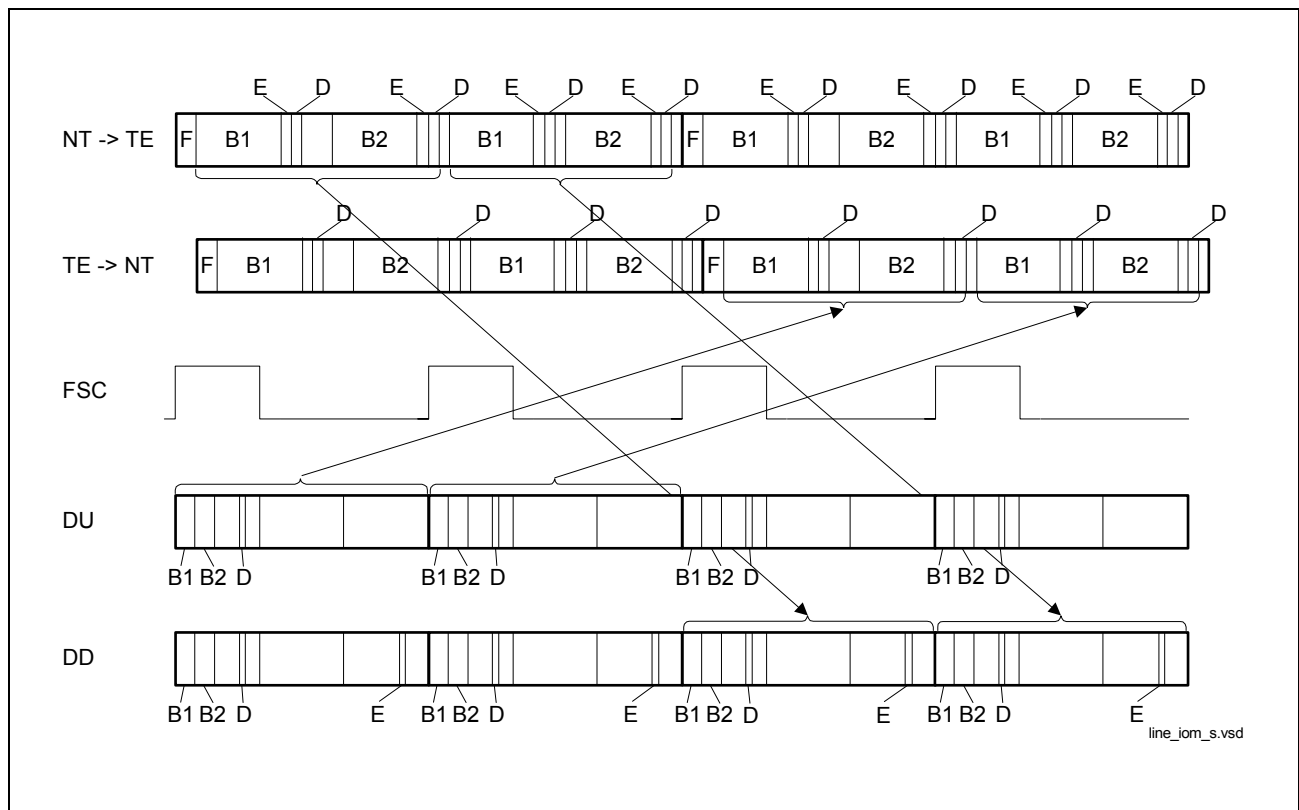 E D E D E D E D E D E D E D E D
NT -> TE F B1 B2 B1 B2 F B1 B2 B1 B2
D D D D D D D D
TE -> NT F B1 B2 B1 B2 F B1 B2 B1 B2
FSC
DU
B1 B2 D B1 B2 D B1 B2 D B1 B2 D
DD
B1 B2 D E B1 B2 D E B1 B2 D E B1 B2 D E
line_iom_s.vsd